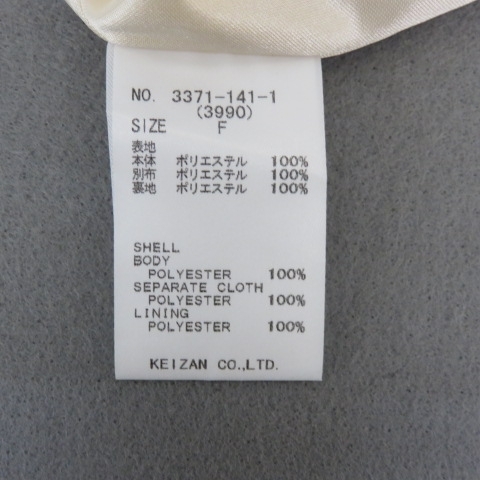 NO. 3371-141-1
(3990)
SIZE F
表地
本体 ポリエステル 100%
別布 ポリエステル 100%
裏地 ポリエステル 100%
SHELL
BODY
POLYESTER 100%
SEPARATE CLOTH
POLYESTER 100%
LINING
POLYESTER 100%
KEIZAN CO.,LTD.